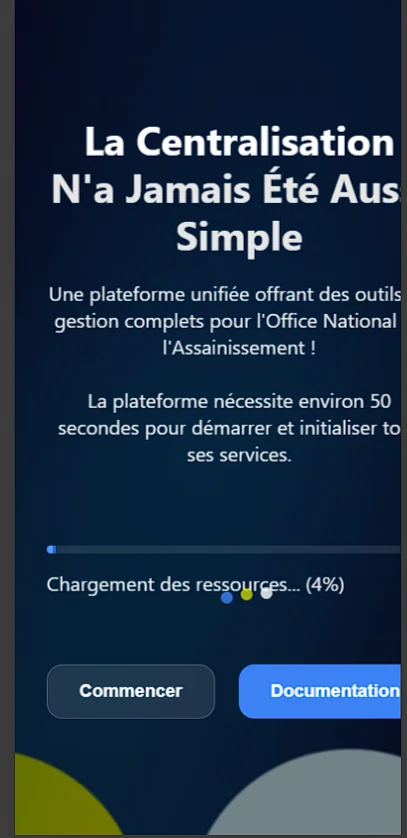 La Centralisation
N'a Jamais Été Aus
Simple
Une plateforme unifiée offrant des outils
gestion complets pour l'Office National
l'Assainissement !
La plateforme nécessite environ 50
secondes pour démarrer et initialiser to
ses services.
Chargement des ressources... (4%)
Commencer
Documentation